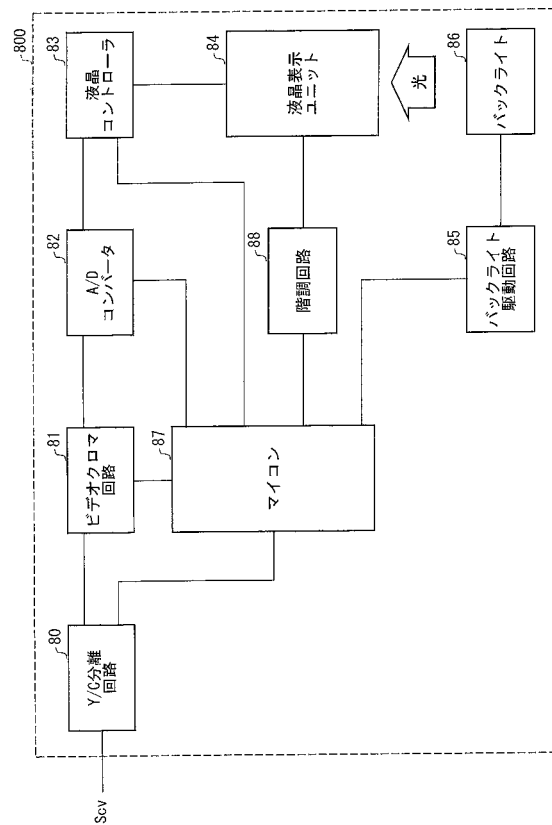 800
Scv
80
Y/C分離
回路
81
ビデオクロマ
回路
82
A/D
コンバータ
83
液晶
コントローラ
84
液晶表示
ユニット
光
87
マイコン
88
階調回路
85
バックライト
駆動回路
86
バックライト